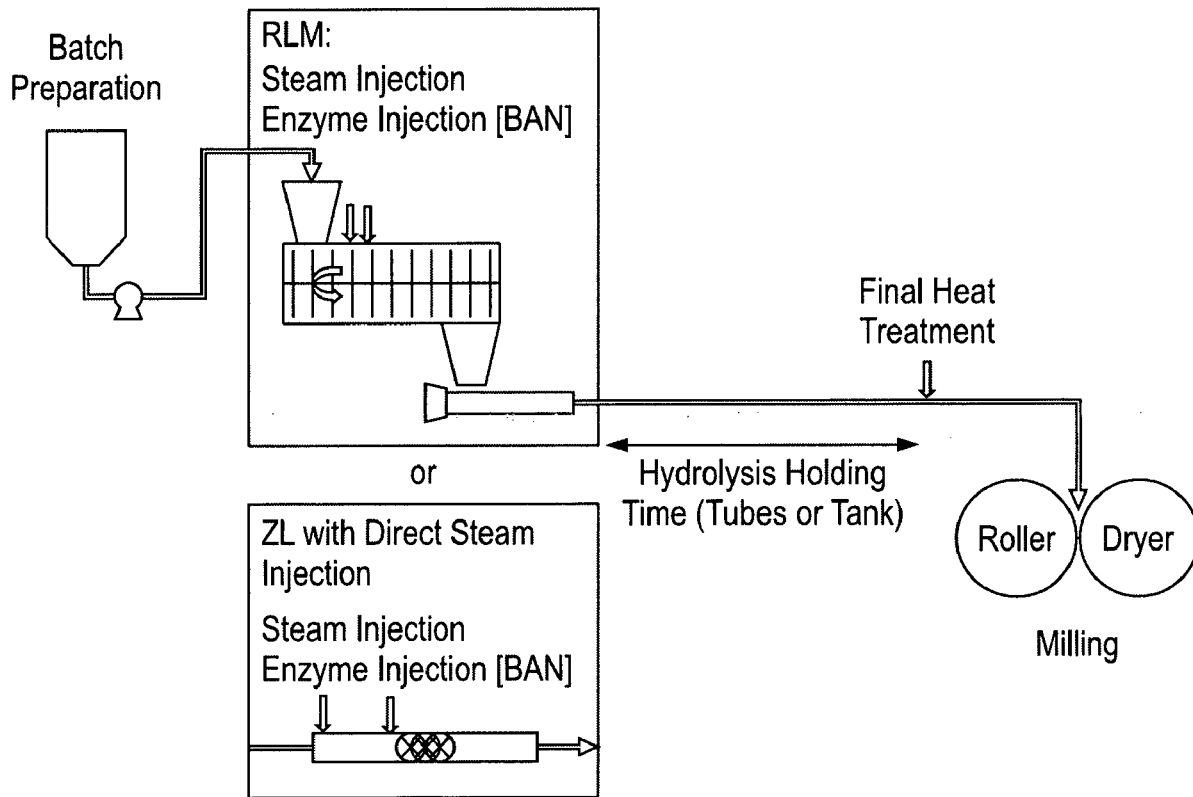 Batch
Preparation
RLM:
Steam Injection
Enzyme Injection [BAN]
Final Heat
Treatment
or
Hydrolysis Holding
Time (Tubes or Tank)
ZL with Direct Steam
Injection
Steam Injection
Enzyme Injection [BAN]
Roller
Dryer
Milling